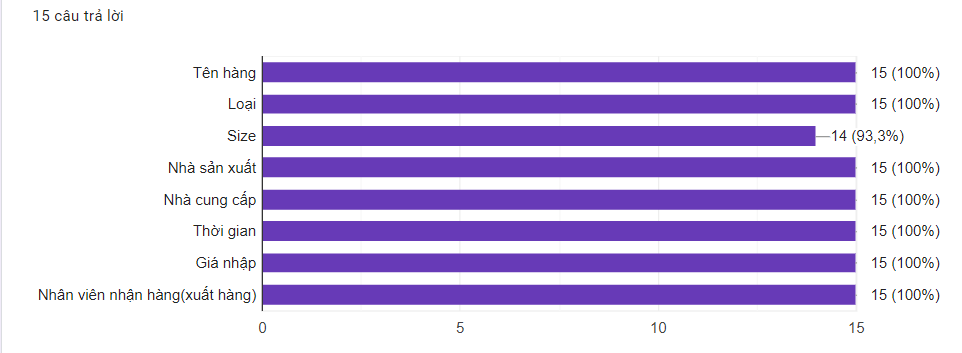 15 câu trả lời
Tên hàng 15 (100%)
Loại 15 (100%)
Size 14 (93,3%)
Nhà sản xuất 15 (100%)
Nhà cung cấp 15 (100%)
Thời gian 15 (100%)
Giá nhập 15 (100%)
Nhân viên nhận hàng(xuất hàng) 15 (100%)
0 5 10 15